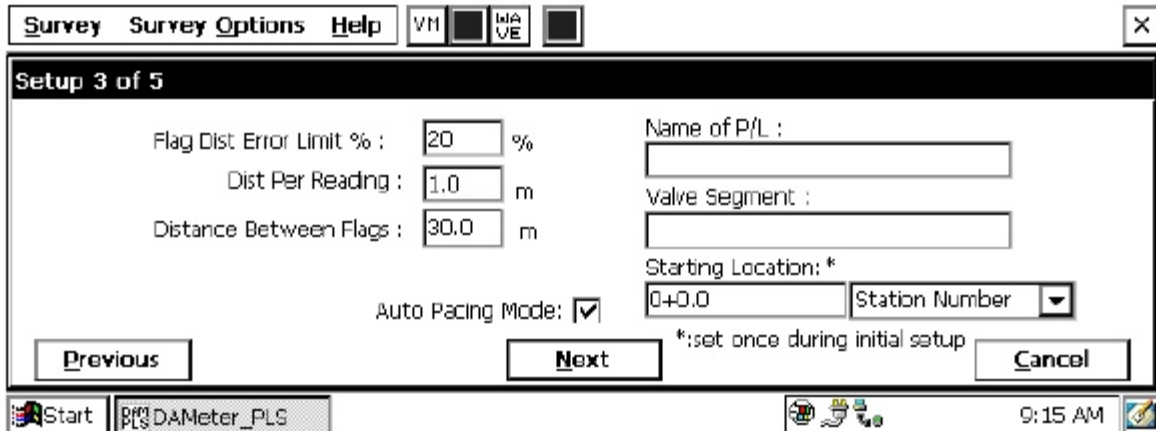 Survey Survey Options Help VM WAVE
Setup 3 of 5
Flag Dist Error Limit % : 20 %
Dist Per Reading : 1.0 m
Distance Between Flags : 30.0 m
Auto Pacing Mode:
Name of P/L :
Valve Segment :
Starting Location: *
0+0.0 Station Number
*:set once during initial setup
Previous Next Cancel
Start DAMeter_PLS 9:15 AM